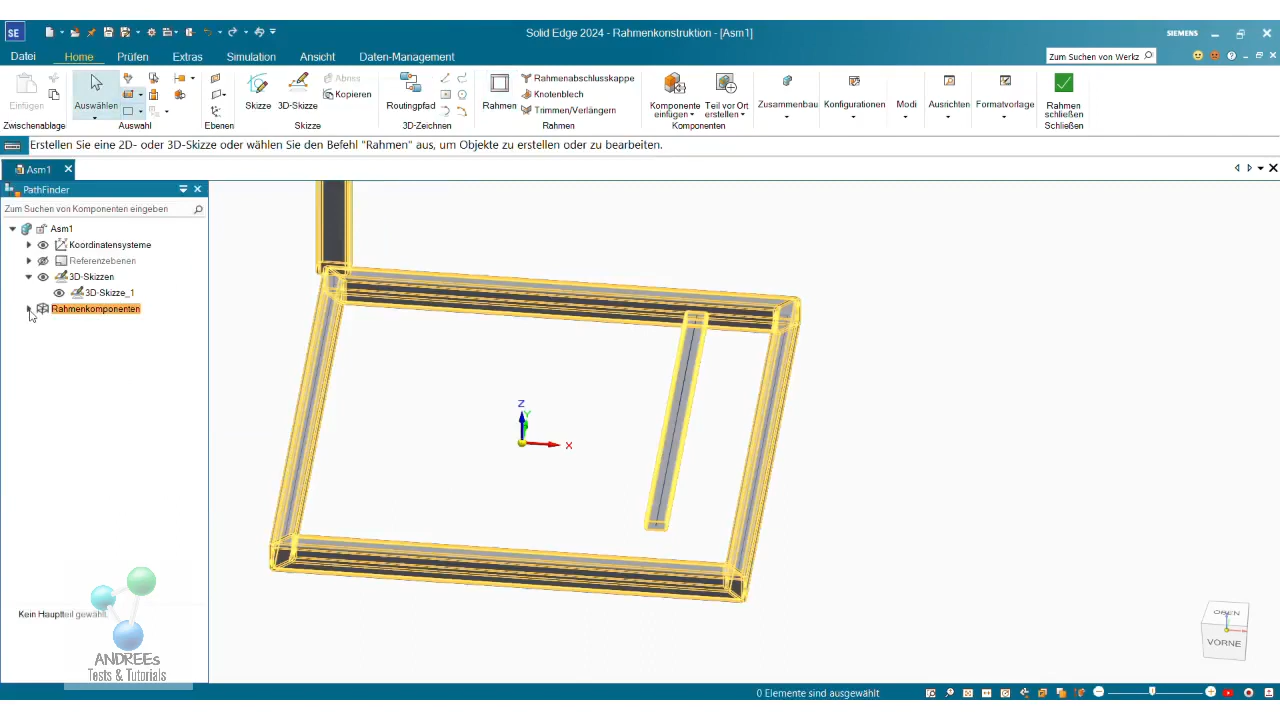 SE
Solid Edge 2024 - Rahmenkonstruktion - [Asm1]
SIEMENS
Datei Home Prüfen Extras Simulation Ansicht Daten-Management
Zum Suchen von Werkz
Einfügen
Auswählen
Skizze
3D-Skizze
Abriss
Kopieren
Routingpfad
Rahmen
Rahmenabschlusskappe
Knotenblech
Trimmen/Verlängern
Komponente einfügen
Teil vor Ort erstellen
Zusammenbau
Konfigurationen
Modi
Ausrichten
Formatvorlage
Rahmen schließen
Zwischenablage Auswahl Ebenen Skizze 3D-Zeichnen Rahmen Komponenten Schließen
Erstellen Sie eine 2D- oder 3D-Skizze oder wählen Sie den Befehl "Rahmen" aus, um Objekte zu erstellen oder zu bearbeiten.
Asm1
PathFinder
Zum Suchen von Komponenten eingeben
Asm1
Koordinatensysteme
Referenzebenen
3D-Skizzen
3D-Skizze_1
Rahmenkomponenten
Z
Y
X
Kein Hauptteil gewählt.
ANDREEs
Tests & Tutorials
OBEN
VORNE
0 Elemente sind ausgewählt